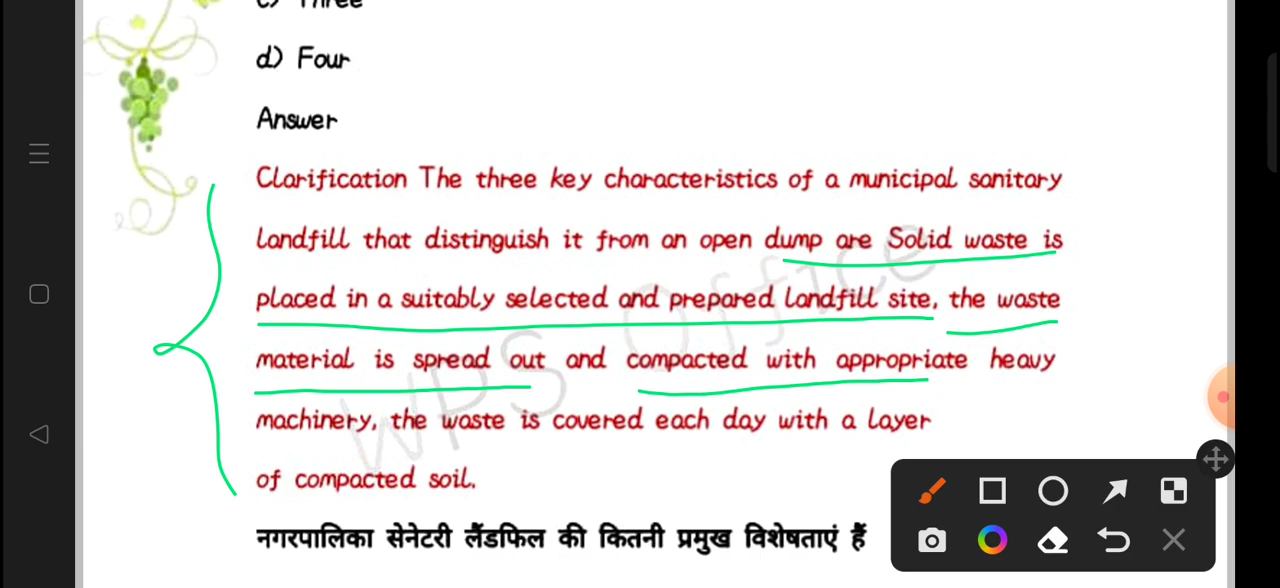 c) Three
d) Four
Answer
Clarification The three key characteristics of a municipal sanitary
landfill that distinguish it from an open dump are Solid waste is
placed in a suitably selected and prepared landfill site, the waste
material is spread out and compacted with appropriate heavy
machinery, the waste is covered each day with a layer
of compacted soil.
नगरपालिका सेनेटरी लैंडफिल की कितनी प्रमुख विशेषताएं हैं
WPS Office